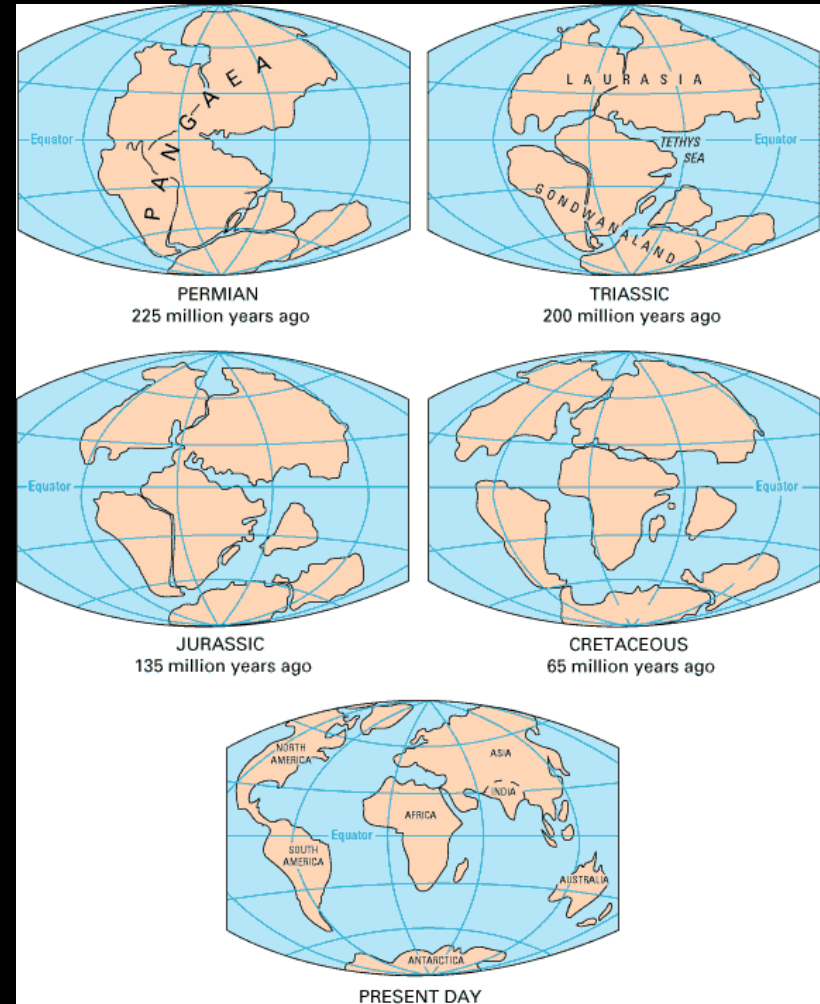 PANGAEA
Equator
PERMIAN
225 million years ago
LAURASIA
TETHYS
SEA
Equator
GONDWANALAND
TRIASSIC
200 million years ago
Equator
JURASSIC
135 million years ago
Equator
CRETACEOUS
65 million years ago
NORTH
AMERICA
ASIA
INDIA
AFRICA
Equator
SOUTH
AMERICA
AUSTRALIA
ANTARCTICA
PRESENT DAY